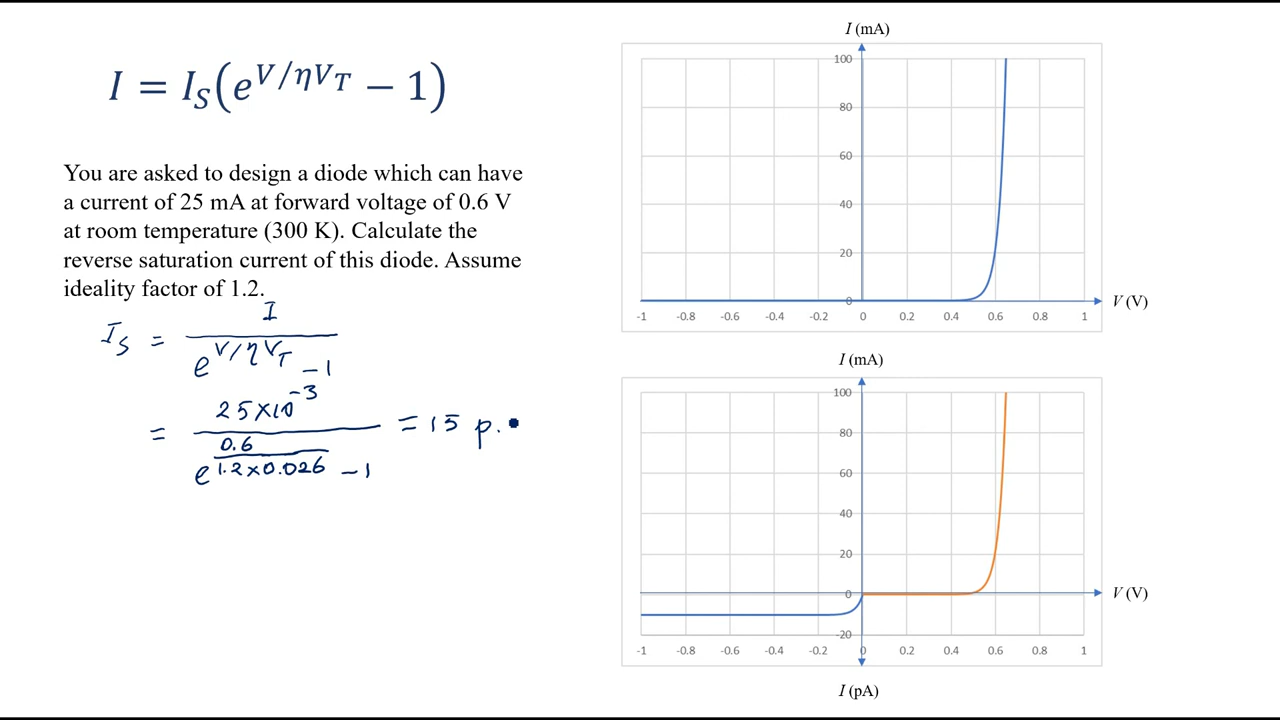 I = I_S(e^{V/ηV_T} − 1)
You are asked to design a diode which can have
a current of 25 mA at forward voltage of 0.6 V
at room temperature (300 K). Calculate the
reverse saturation current of this diode. Assume
ideality factor of 1.2.
I_S = I / (e^{V/ηV_T} − 1)
= 25×10^{-3} / (e^{0.6/(1.2×0.026)} − 1) = 15 p.
I (mA)
100
80
60
40
20
0
-1 -0.8 -0.6 -0.4 -0.2 0 0.2 0.4 0.6 0.8 1
V (V)
I (mA)
100
80
60
40
20
0
-20
V (V)
-1 -0.8 -0.6 -0.4 -0.2 0 0.2 0.4 0.6 0.8 1
I (pA)